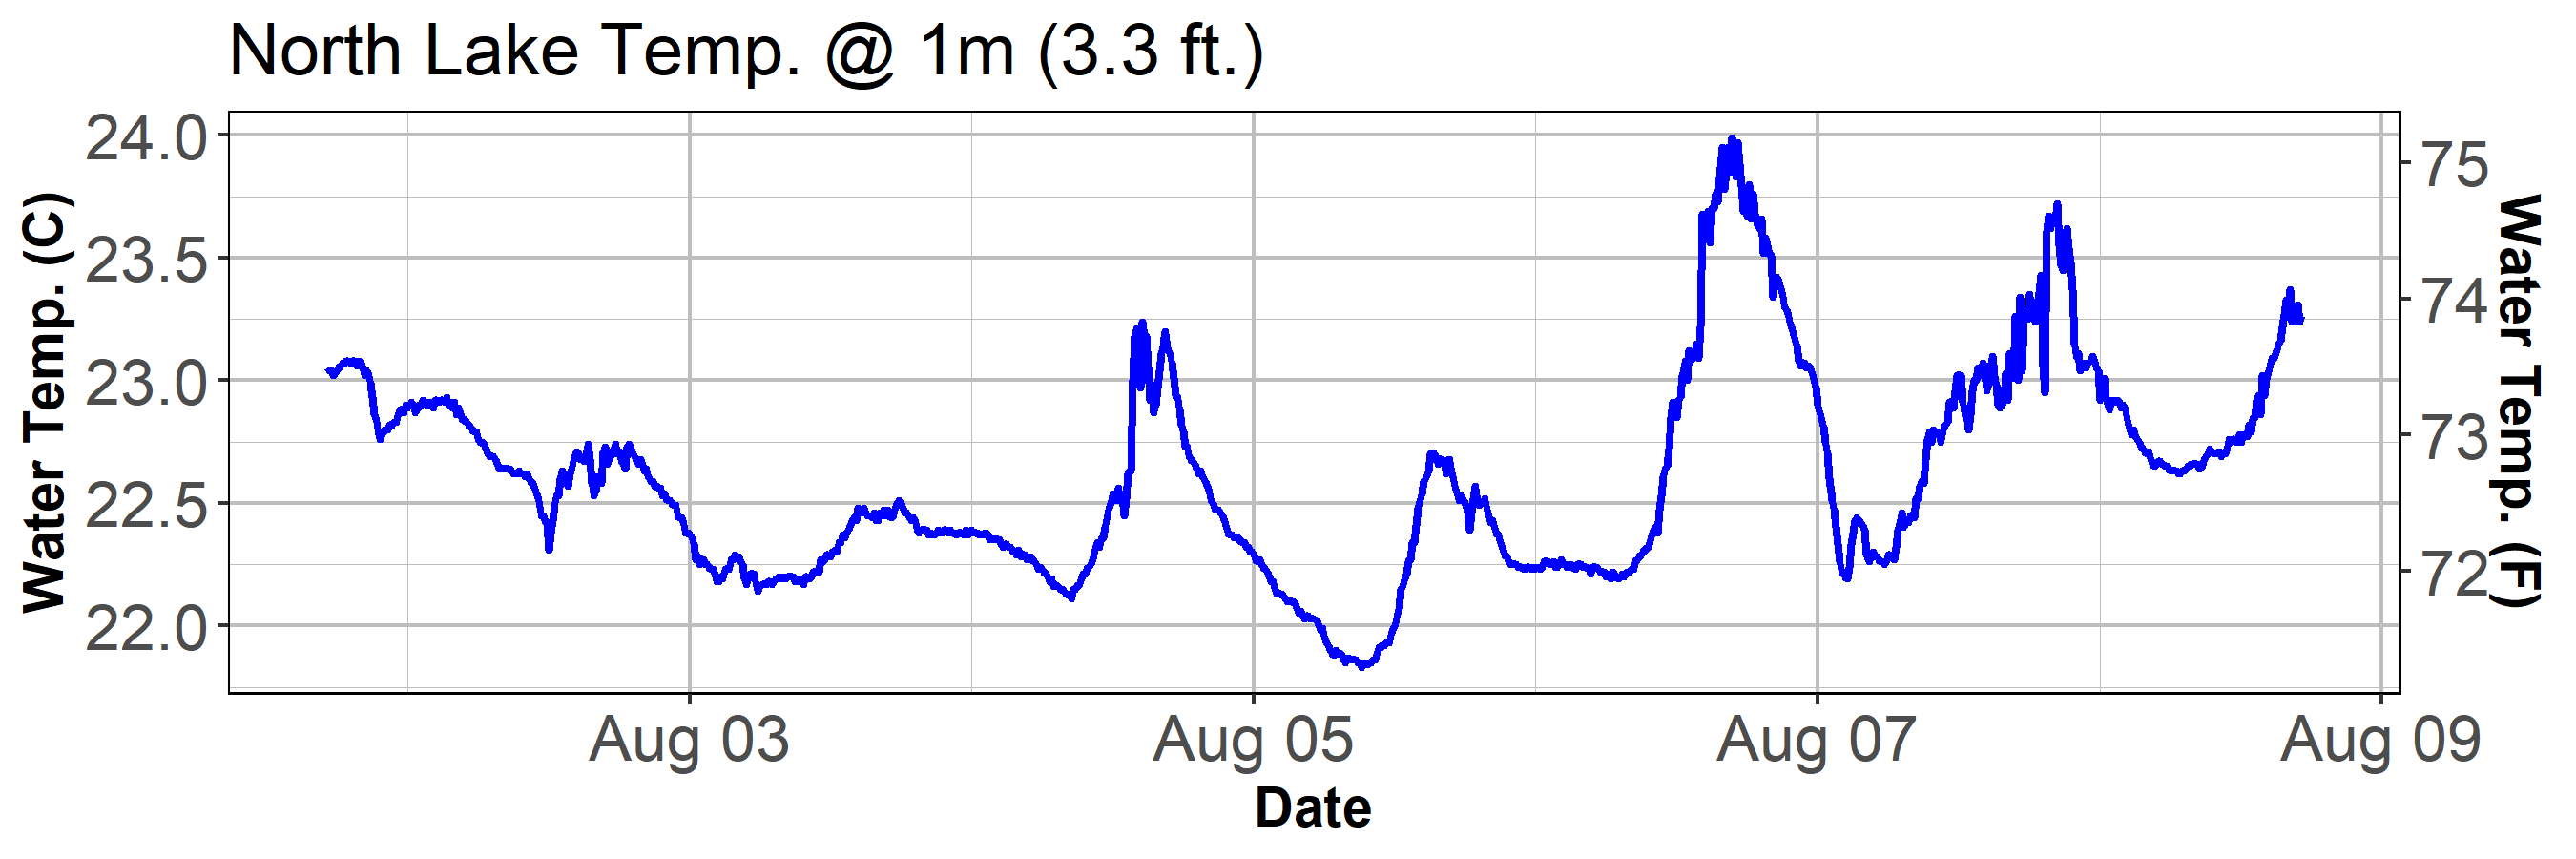 North Lake Temp. @ 1m (3.3 ft.)
Water Temp. (C)
24.0
23.5
23.0
22.5
22.0
75
74
73
72
Water Temp. (F)
Aug 03 Aug 05 Aug 07 Aug 09
Date